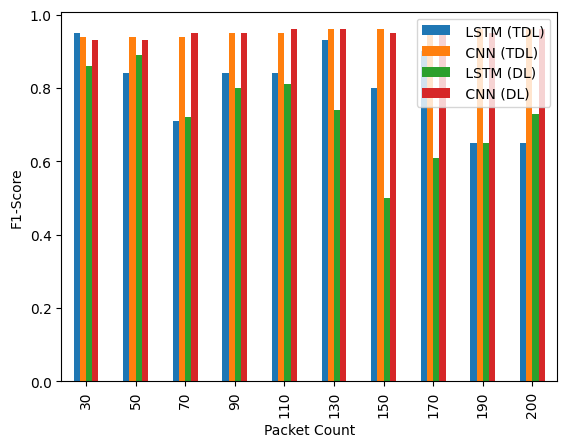 1.0
0.8
0.6
0.4
0.2
0.0
F1-Score
LSTM (TDL)
CNN (TDL)
LSTM (DL)
CNN (DL)
30 50 70 90 110 130 150 170 190 200
Packet Count